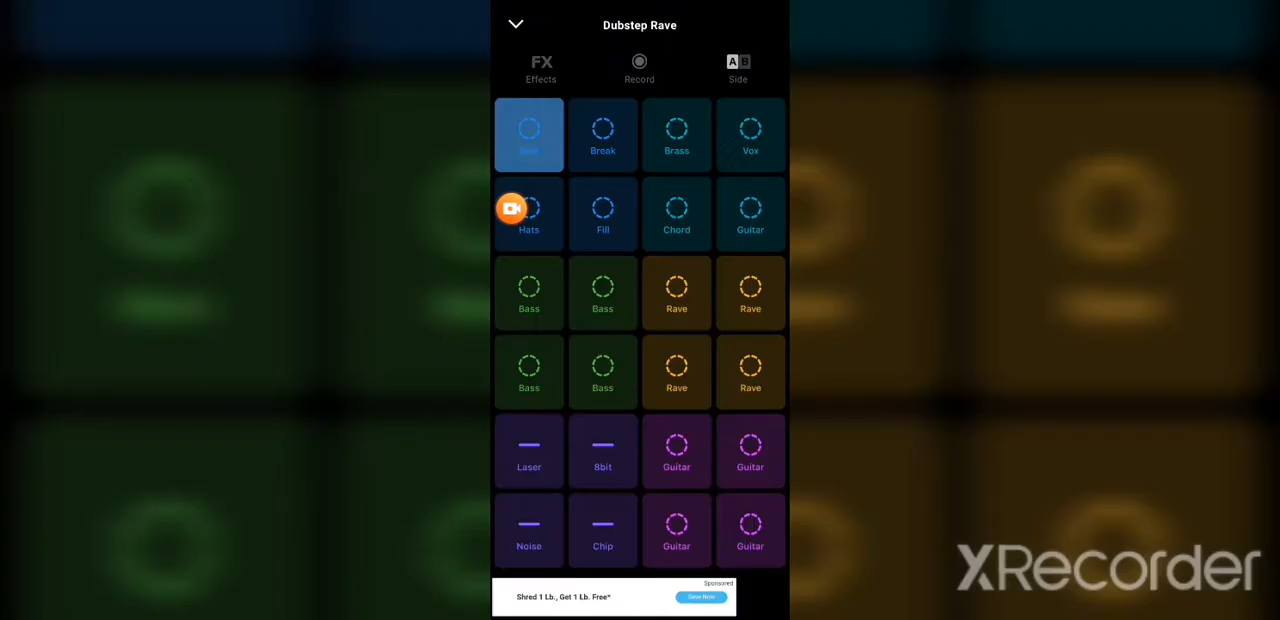 Dubstep Rave
FX
Effects
Record
A B
Side
Break
Brass
Vox
Hats
Fill
Chord
Guitar
Bass
Bass
Rave
Rave
Bass
Bass
Rave
Rave
Laser
8bit
Guitar
Guitar
Noise
Chip
Guitar
Guitar
Sponsored
Shred 1 Lb., Get 1 Lb. Free*
Save Now
XRecorder